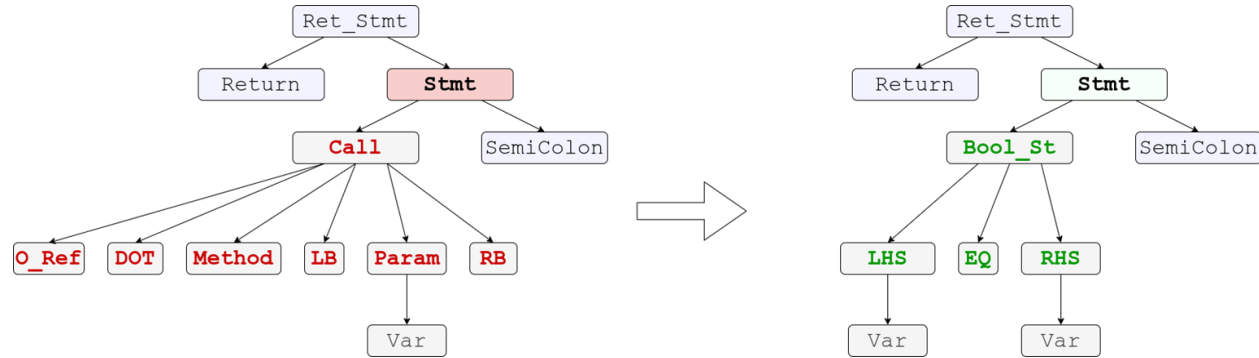 Ret_Stmt
Return
Stmt
Call
SemiColon
O_Ref
DOT
Method
LB
Param
RB
Var
Ret_Stmt
Return
Stmt
Bool_St
SemiColon
LHS
EQ
RHS
Var
Var